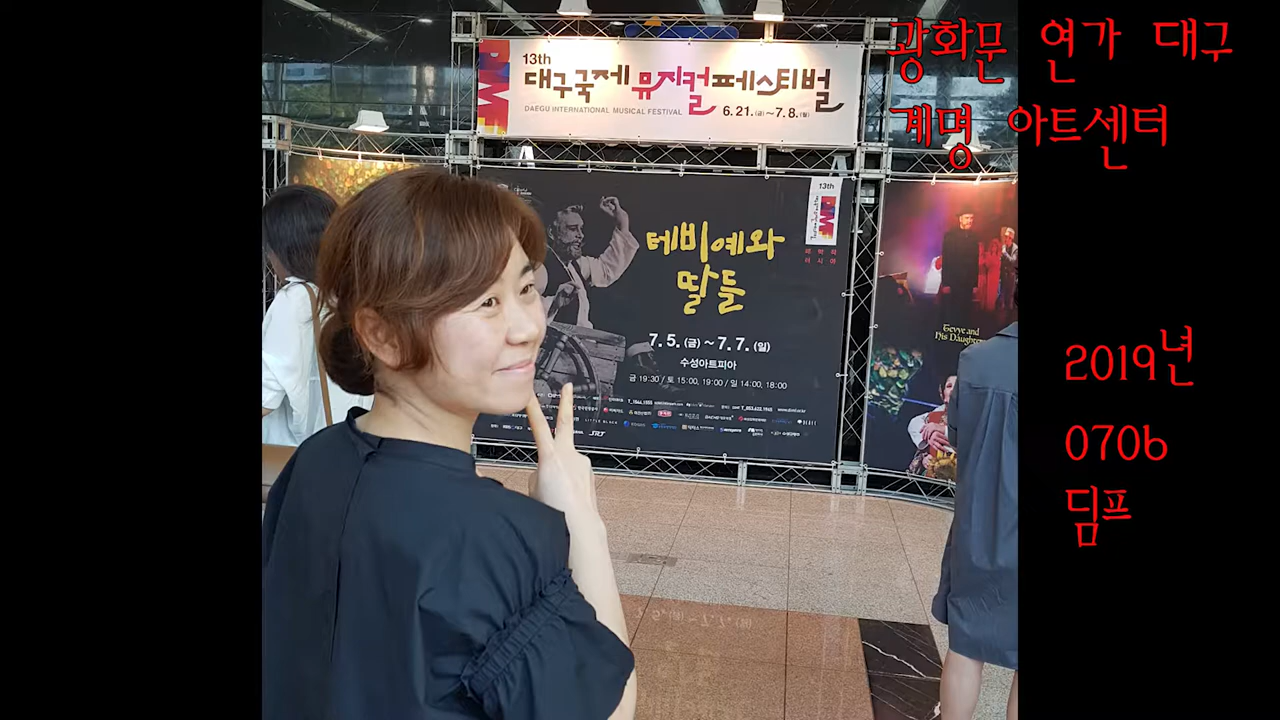 광화문 연가 대구
계명 아트센터
2019년
0706
딤프
13th
대구국제뮤지컬페스티벌
DAEGU INTERNATIONAL MUSICAL FESTIVAL
6.21.(금)~7.8.(월)
13th
테비예와
딸들
7.5.(금)~7.7.(일)
수성아트피아
금 19:30 / 토 15:00, 19:00 / 일 14:00, 18:00
Tevye and
His Daughters
SRT